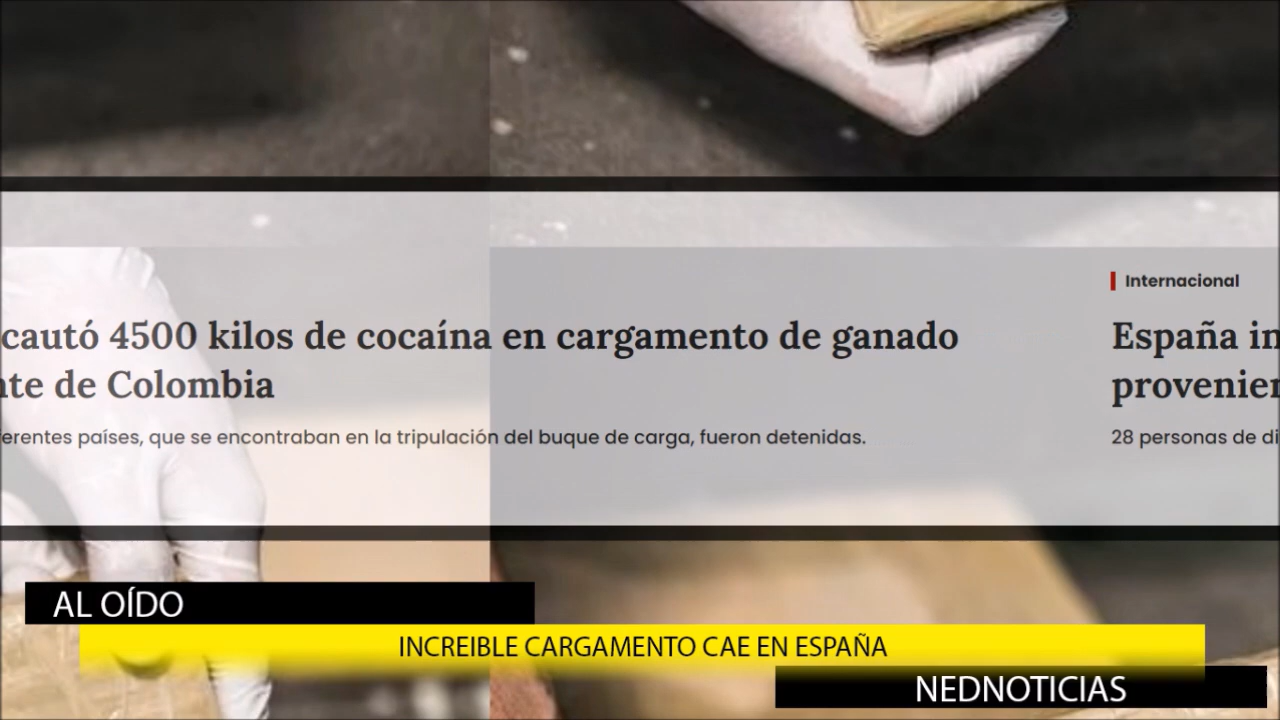 Internacional
cautó 4500 kilos de cocaína en cargamento de ganado
España in
nte de Colombia
provenien
ferentes países, que se encontraban en la tripulación del buque de carga, fueron detenidas.
28 personas de di
AL OÍDO
INCREIBLE CARGAMENTO CAE EN ESPAÑA
NEDNOTICIAS